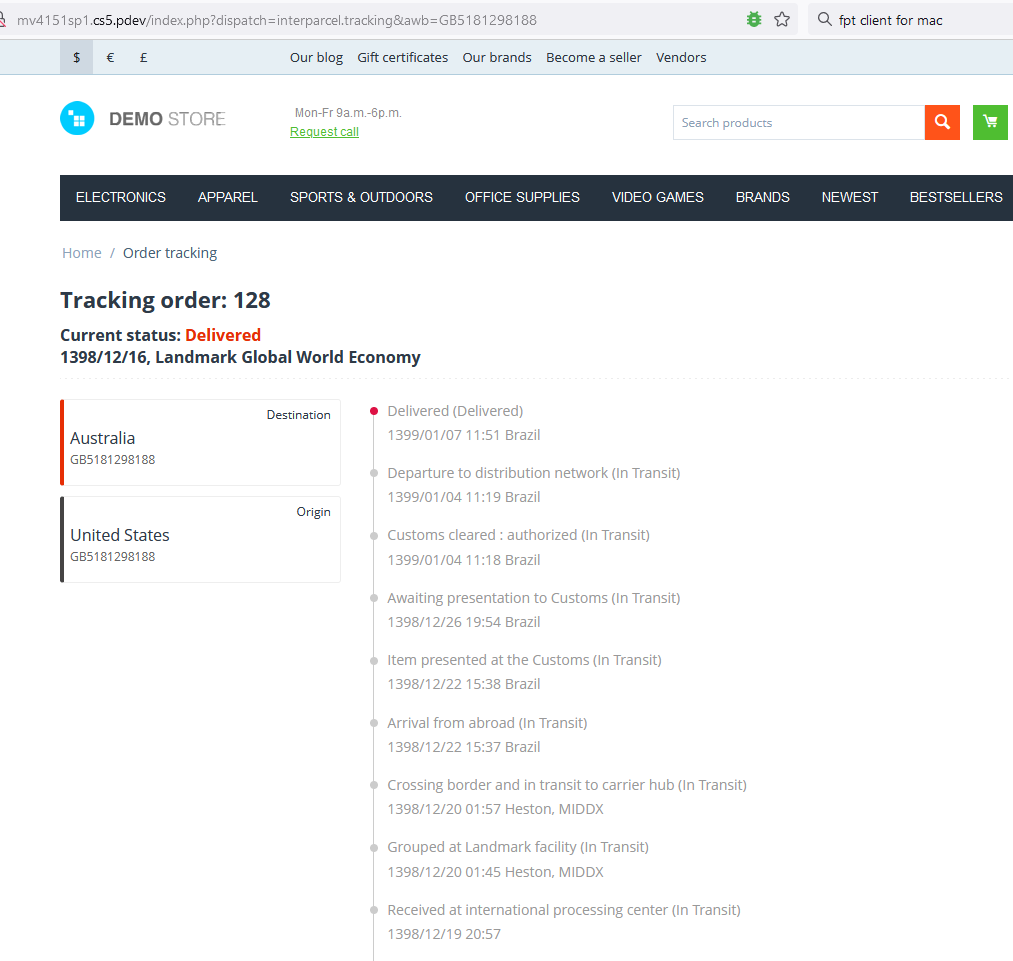 mv4151sp1.cs5.pdev/index.php?dispatch=interparcel.tracking&awb=GB5181298188
fpt client for mac
$ € £ Our blog Gift certificates Our brands Become a seller Vendors
DEMO STORE
Mon-Fr 9a.m.-6p.m.
Request call
Search products
ELECTRONICS APPAREL SPORTS & OUTDOORS OFFICE SUPPLIES VIDEO GAMES BRANDS NEWEST BESTSELLERS
Home / Order tracking
Tracking order: 128
Current status: Delivered
1398/12/16, Landmark Global World Economy
Destination
Australia
GB5181298188
Origin
United States
GB5181298188
Delivered (Delivered)
1399/01/07 11:51 Brazil
Departure to distribution network (In Transit)
1399/01/04 11:19 Brazil
Customs cleared : authorized (In Transit)
1399/01/04 11:18 Brazil
Awaiting presentation to Customs (In Transit)
1398/12/26 19:54 Brazil
Item presented at the Customs (In Transit)
1398/12/22 15:38 Brazil
Arrival from abroad (In Transit)
1398/12/22 15:37 Brazil
Crossing border and in transit to carrier hub (In Transit)
1398/12/20 01:57 Heston, MIDDX
Grouped at Landmark facility (In Transit)
1398/12/20 01:45 Heston, MIDDX
Received at international processing center (In Transit)
1398/12/19 20:57